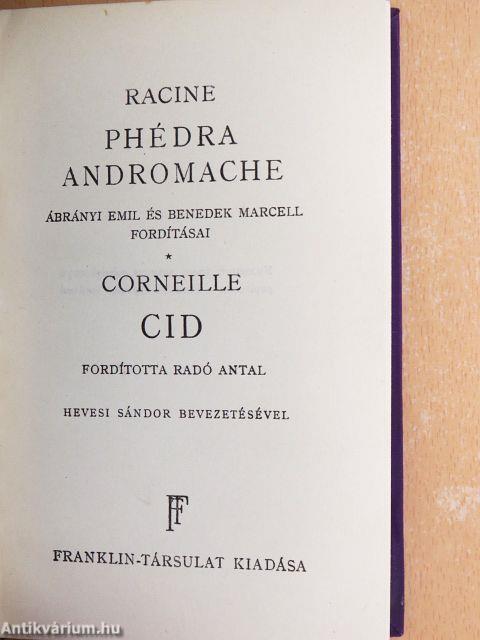 RACINE
PHÉDRA
ANDROMACHE
ÁBRÁNYI EMIL ÉS BENEDEK MARCELL
FORDÍTÁSAI
*
CORNEILLE
CID
FORDÍTOTTA RADÓ ANTAL
HEVESI SÁNDOR BEVEZETÉSÉVEL
FT
FRANKLIN-TÁRSULAT KIADÁSA
Antikvárium.hu